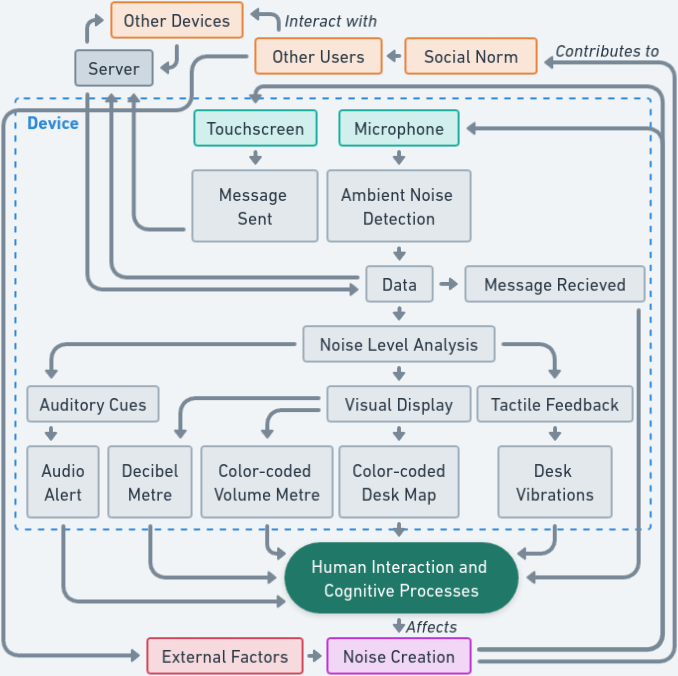 Other Devices
Interact with
Other Users
Social Norm
Contributes to
Server
Device
Touchscreen
Microphone
Message
Sent
Ambient Noise
Detection
Data
Message Recieved
Noise Level Analysis
Auditory Cues
Visual Display
Tactile Feedback
Audio
Alert
Decibel
Metre
Color-coded
Volume Metre
Color-coded
Desk Map
Desk
Vibrations
Human Interaction and
Cognitive Processes
Affects
External Factors
Noise Creation